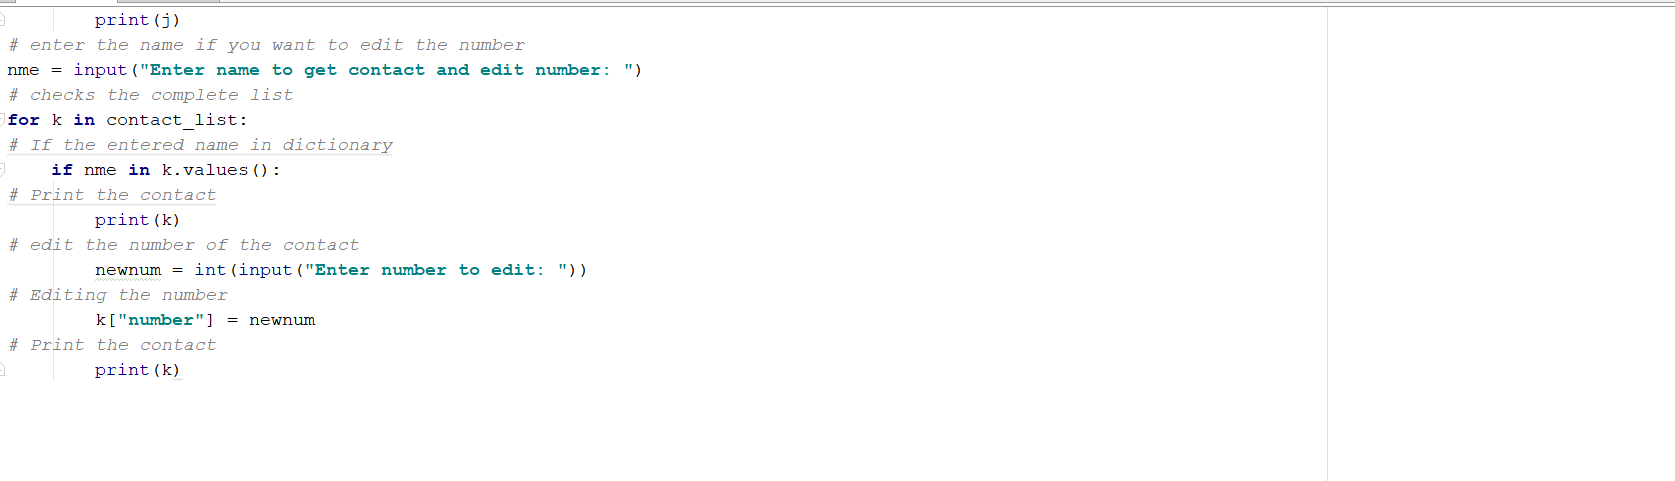 print(j)
# enter the name if you want to edit the number
nme = input("Enter name to get contact and edit number: ")
# checks the complete list
for k in contact_list:
# If the entered name in dictionary
    if nme in k.values():
# Print the contact
        print(k)
# edit the number of the contact
        newnum = int(input("Enter number to edit: "))
# Editing the number
        k["number"] = newnum
# Print the contact
        print(k)